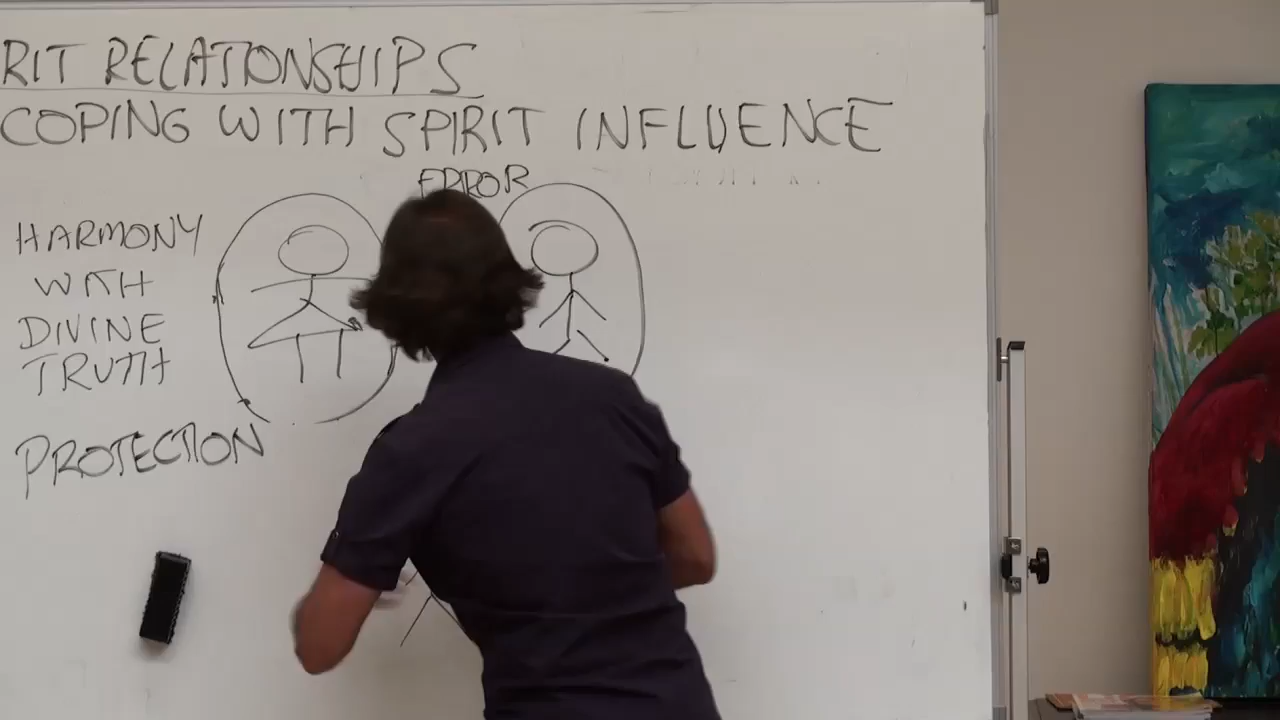 RIT RELATIONSHIPS
COPING WITH SPIRIT INFLUENCE
ERROR
HARMONY
WITH
DIVINE
TRUTH
PROTECTION